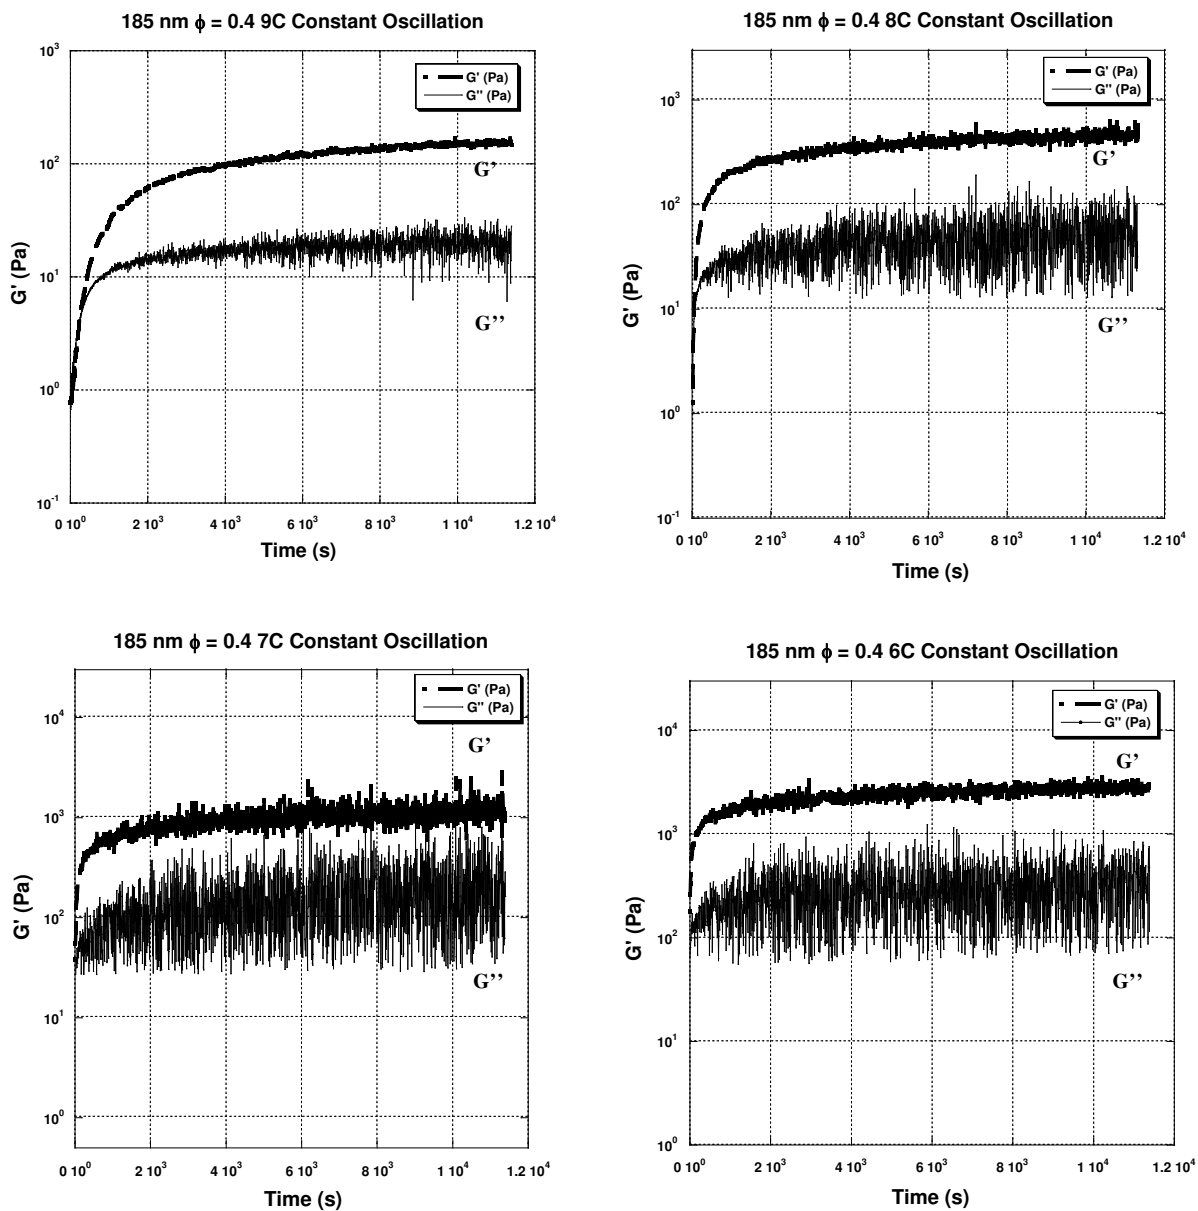 185 nm ϕ = 0.4 9C Constant Oscillation
10³
G' (Pa)
G'' (Pa)
10²
G’
10¹
G’’
10⁰
10⁻¹
G' (Pa)
0 10⁰ 2 10³ 4 10³ 6 10³ 8 10³ 1 10⁴ 1.2 10⁴
Time (s)
185 nm ϕ = 0.4 8C Constant Oscillation
G' (Pa)
G'' (Pa)
10³
G’
10²
10¹
G’’
10⁰
10⁻¹
G' (Pa)
0 10⁰ 2 10³ 4 10³ 6 10³ 8 10³ 1 10⁴ 1.2 10⁴
Time (s)
185 nm ϕ = 0.4 7C Constant Oscillation
G' (Pa)
G'' (Pa)
10⁴
G’
10³
10²
G’’
10¹
10⁰
G' (Pa)
0 10⁰ 2 10³ 4 10³ 6 10³ 8 10³ 1 10⁴ 1.2 10⁴
Time (s)
185 nm ϕ = 0.4 6C Constant Oscillation
G' (Pa)
G'' (Pa)
10⁴
G’
10³
10²
G’’
10¹
10⁰
G' (Pa)
0 10⁰ 2 10³ 4 10³ 6 10³ 8 10³ 1 10⁴ 1.2 10⁴
Time (s)